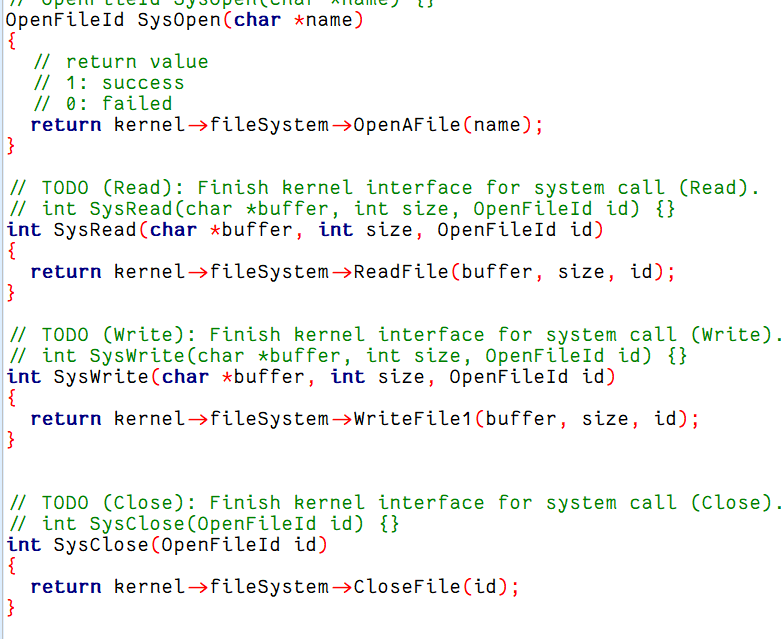 // OpenFileId SysOpen(char *name) {}
OpenFileId SysOpen(char *name)
{
// return value
// 1: success
// 0: failed
return kernel->fileSystem->OpenAFile(name);
}
// TODO (Read): Finish kernel interface for system call (Read).
// int SysRead(char *buffer, int size, OpenFileId id) {}
int SysRead(char *buffer, int size, OpenFileId id)
{
return kernel->fileSystem->ReadFile(buffer, size, id);
}
// TODO (Write): Finish kernel interface for system call (Write).
// int SysWrite(char *buffer, int size, OpenFileId id) {}
int SysWrite(char *buffer, int size, OpenFileId id)
{
return kernel->fileSystem->WriteFile1(buffer, size, id);
}
// TODO (Close): Finish kernel interface for system call (Close).
// int SysClose(OpenFileId id) {}
int SysClose(OpenFileId id)
{
return kernel->fileSystem->CloseFile(id);
}